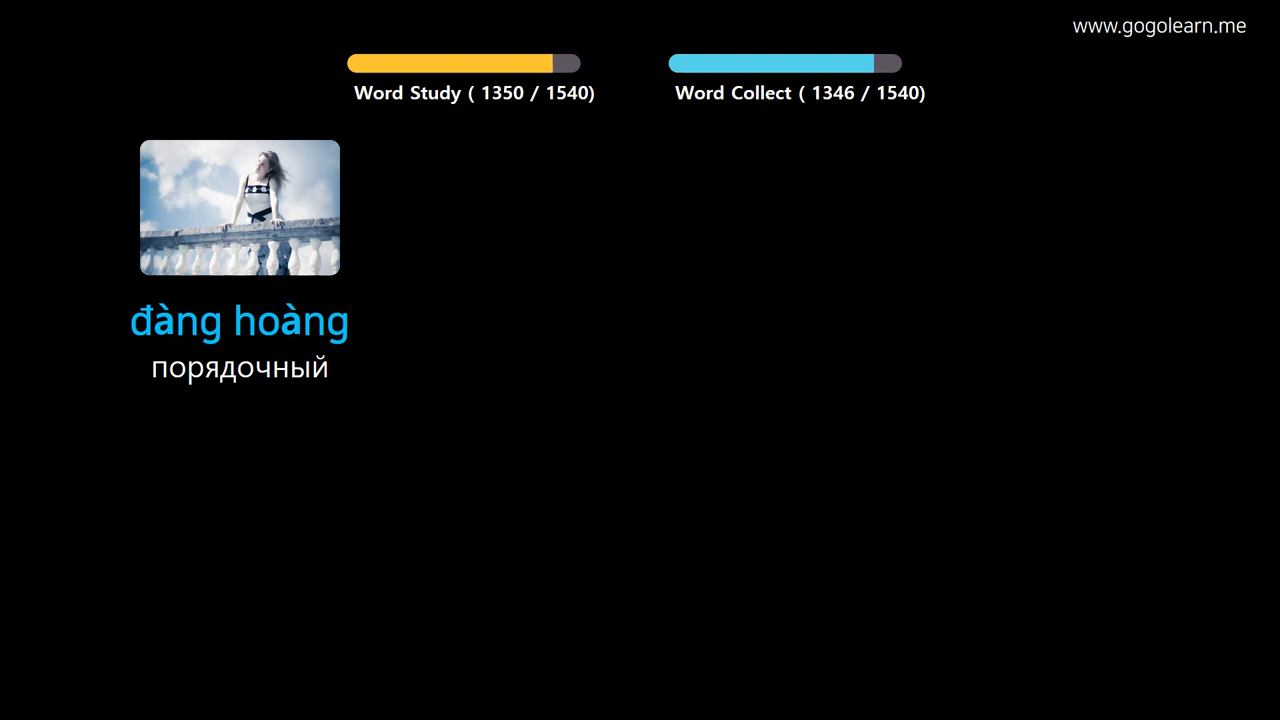 www.gogolearn.me
Word Study ( 1350 / 1540)
Word Collect ( 1346 / 1540)
đàng hoàng
порядочный